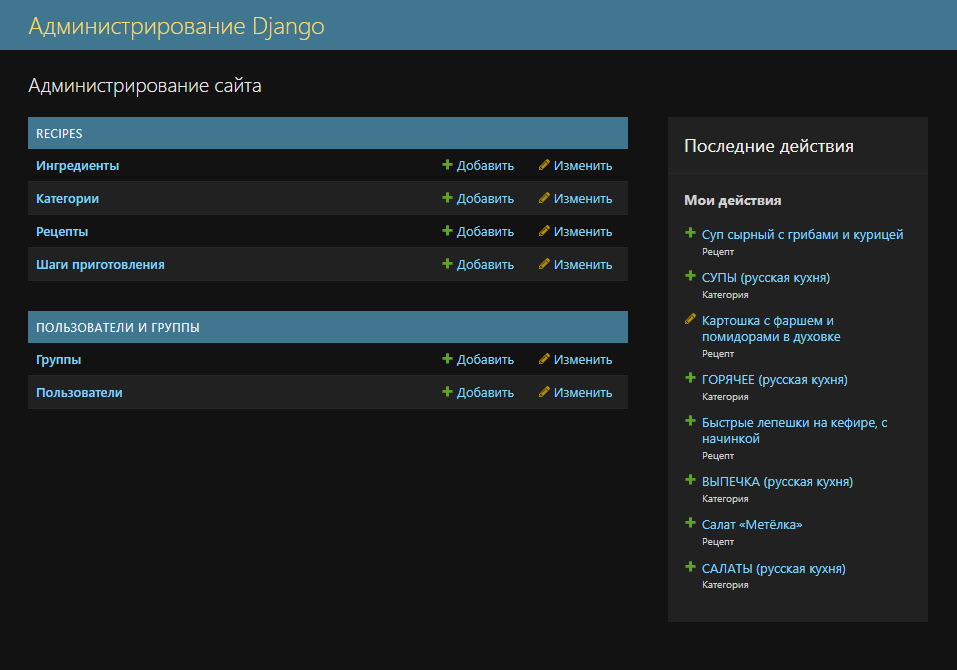 Администрирование Django
Администрирование сайта
RECIPES
Ингредиенты Добавить Изменить
Категории Добавить Изменить
Рецепты Добавить Изменить
Шаги приготовления Добавить Изменить
ПОЛЬЗОВАТЕЛИ И ГРУППЫ
Группы Добавить Изменить
Пользователи Добавить Изменить
Последние действия
Мои действия
Суп сырный с грибами и курицей
Рецепт
СУПЫ (русская кухня)
Категория
Картошка с фаршем и
помидорами в духовке
Рецепт
ГОРЯЧЕЕ (русская кухня)
Категория
Быстрые лепешки на кефире, с
начинкой
Рецепт
ВЫПЕЧКА (русская кухня)
Категория
Салат «Метёлка»
Рецепт
САЛАТЫ (русская кухня)
Категория